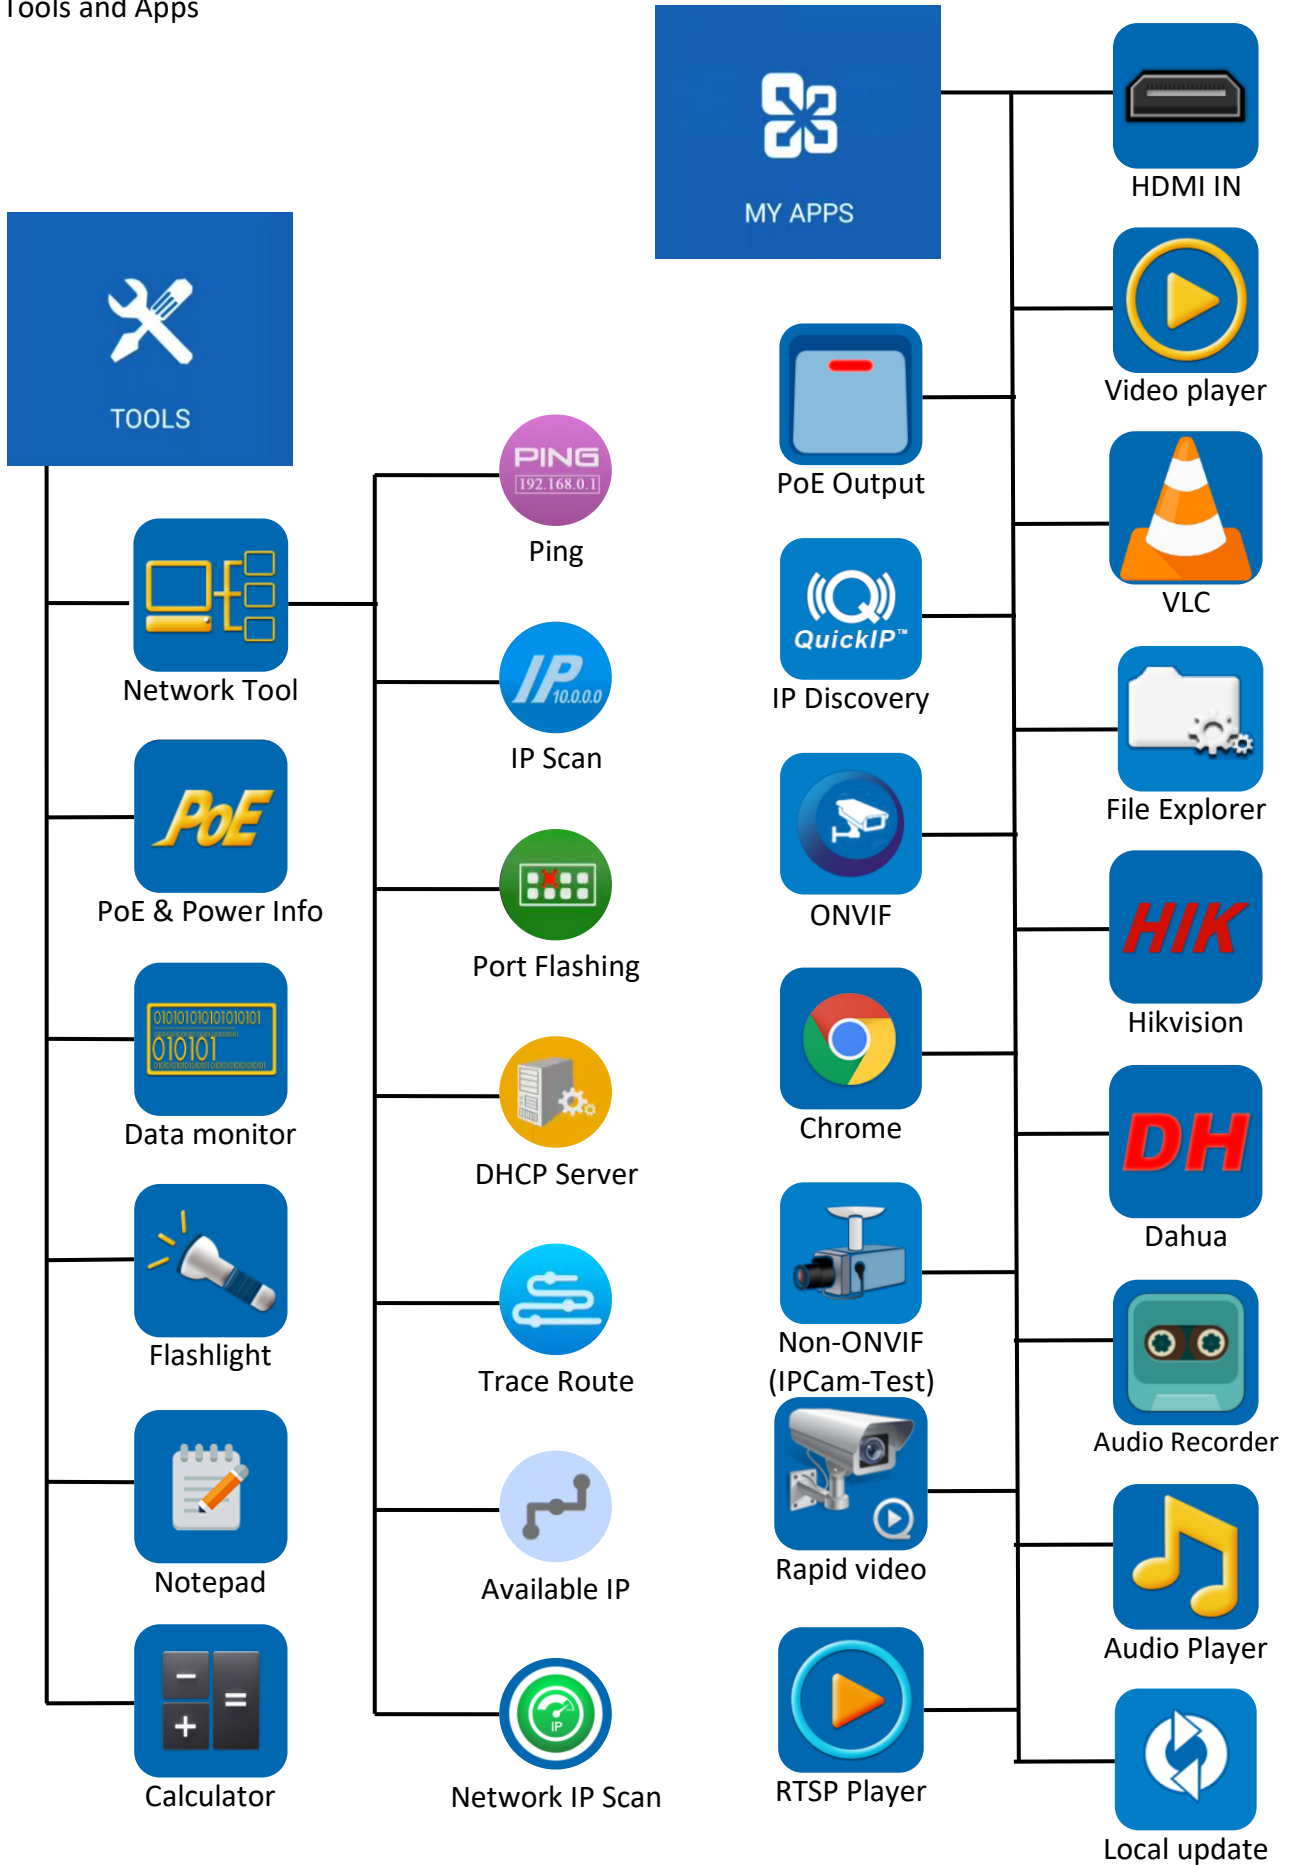 Tools and Apps
TOOLS
Network Tool
PoE
PoE & Power Info
01010101010101010101
010101
Data monitor
Flashlight
Notepad
− =
+
Calculator
PING
192.168.0.1
Ping
IP
10.0.0.0
IP Scan
Port Flashing
DHCP Server
Trace Route
Available IP
IP
Network IP Scan
MY APPS
PoE Output
QuickIP™
IP Discovery
ONVIF
Chrome
Non-ONVIF
(IPCam-Test)
Rapid video
RTSP Player
HDMI IN
Video player
VLC
File Explorer
HIK
Hikvision
DH
Dahua
Audio Recorder
Audio Player
Local update